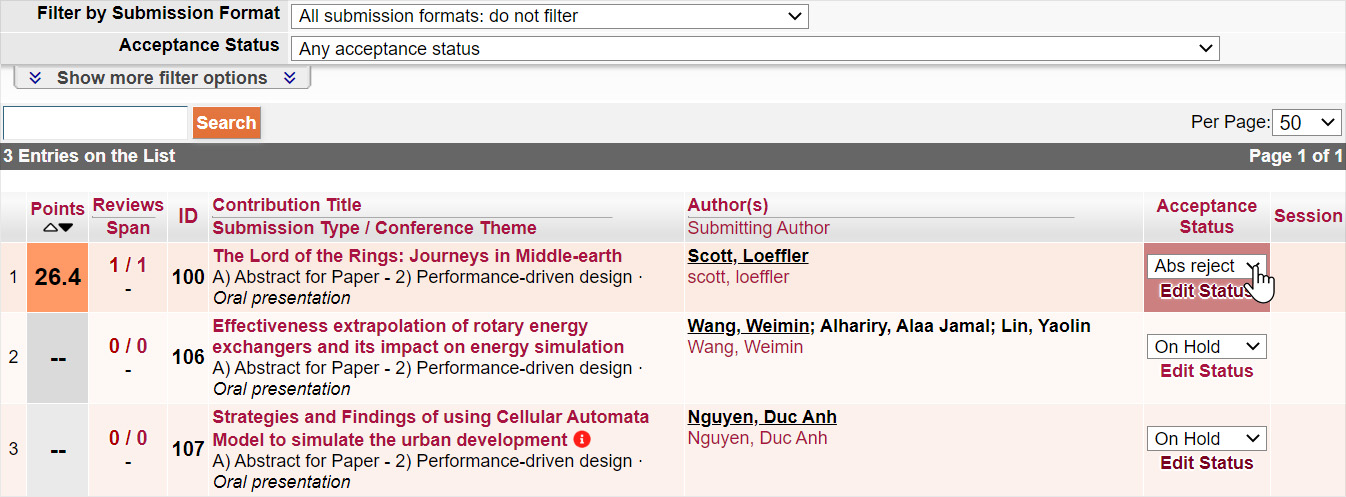 Filter by Submission Format All submission formats: do not filter
Acceptance Status Any acceptance status
Show more filter options
Search Per Page: 50
3 Entries on the List Page 1 of 1
Points Reviews Span ID Contribution Title Submission Type / Conference Theme Author(s) Submitting Author Acceptance Status Session
1 26.4 1 / 1 - 100 The Lord of the Rings: Journeys in Middle-earth Scott, Loeffler Abs reject
A) Abstract for Paper - 2) Performance-driven design · scott, loeffler Edit Status
Oral presentation
2 -- 0 / 0 - 106 Effectiveness extrapolation of rotary energy Wang, Weimin; Alhariry, Alaa Jamal; Lin, Yaolin On Hold
exchangers and its impact on energy simulation Wang, Weimin Edit Status
A) Abstract for Paper - 2) Performance-driven design ·
Oral presentation
3 -- 0 / 0 - 107 Strategies and Findings of using Cellular Automata Nguyen, Duc Anh On Hold
Model to simulate the urban development i Nguyen, Duc Anh Edit Status
A) Abstract for Paper - 2) Performance-driven design ·
Oral presentation